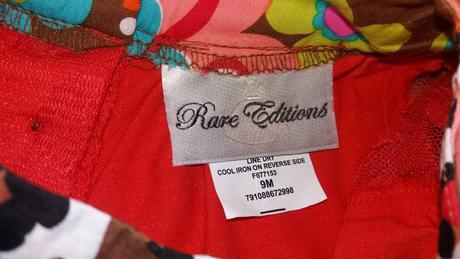 Rare Editions
LINE DRY
COOL IRON ON REVERSE SIDE
F677153
9M
791088672998